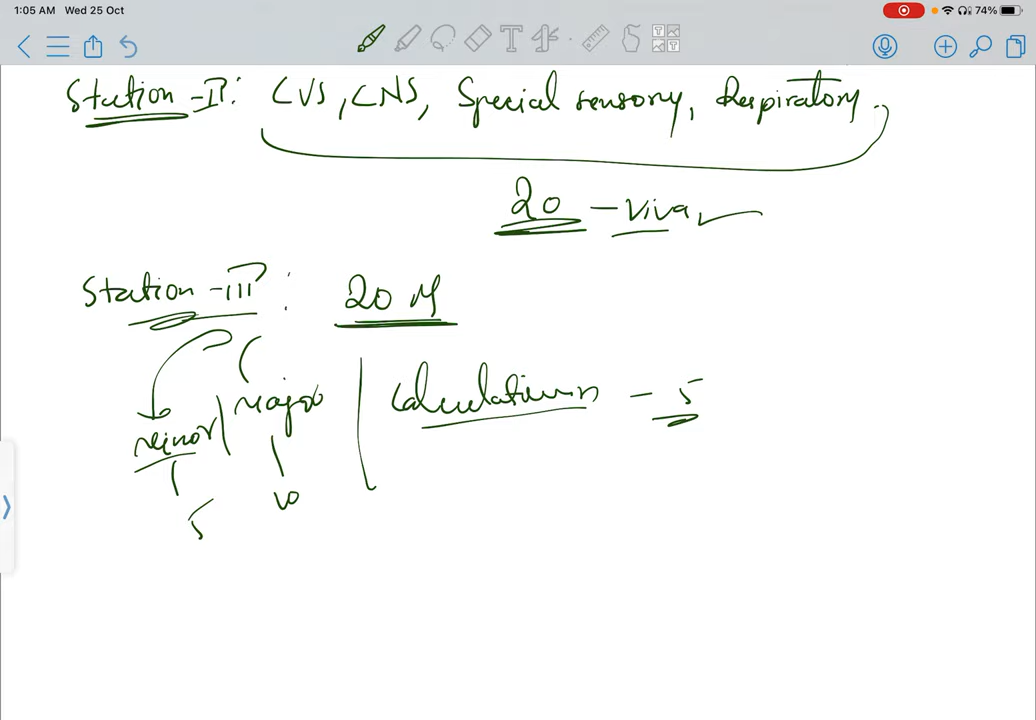 1:05 AM Wed 25 Oct 74%
Station-II: CVS, CNS, Special sensory, Respiratory.
20 - viva
Station-III: 20 M
minor major Calculations - 5
5 10